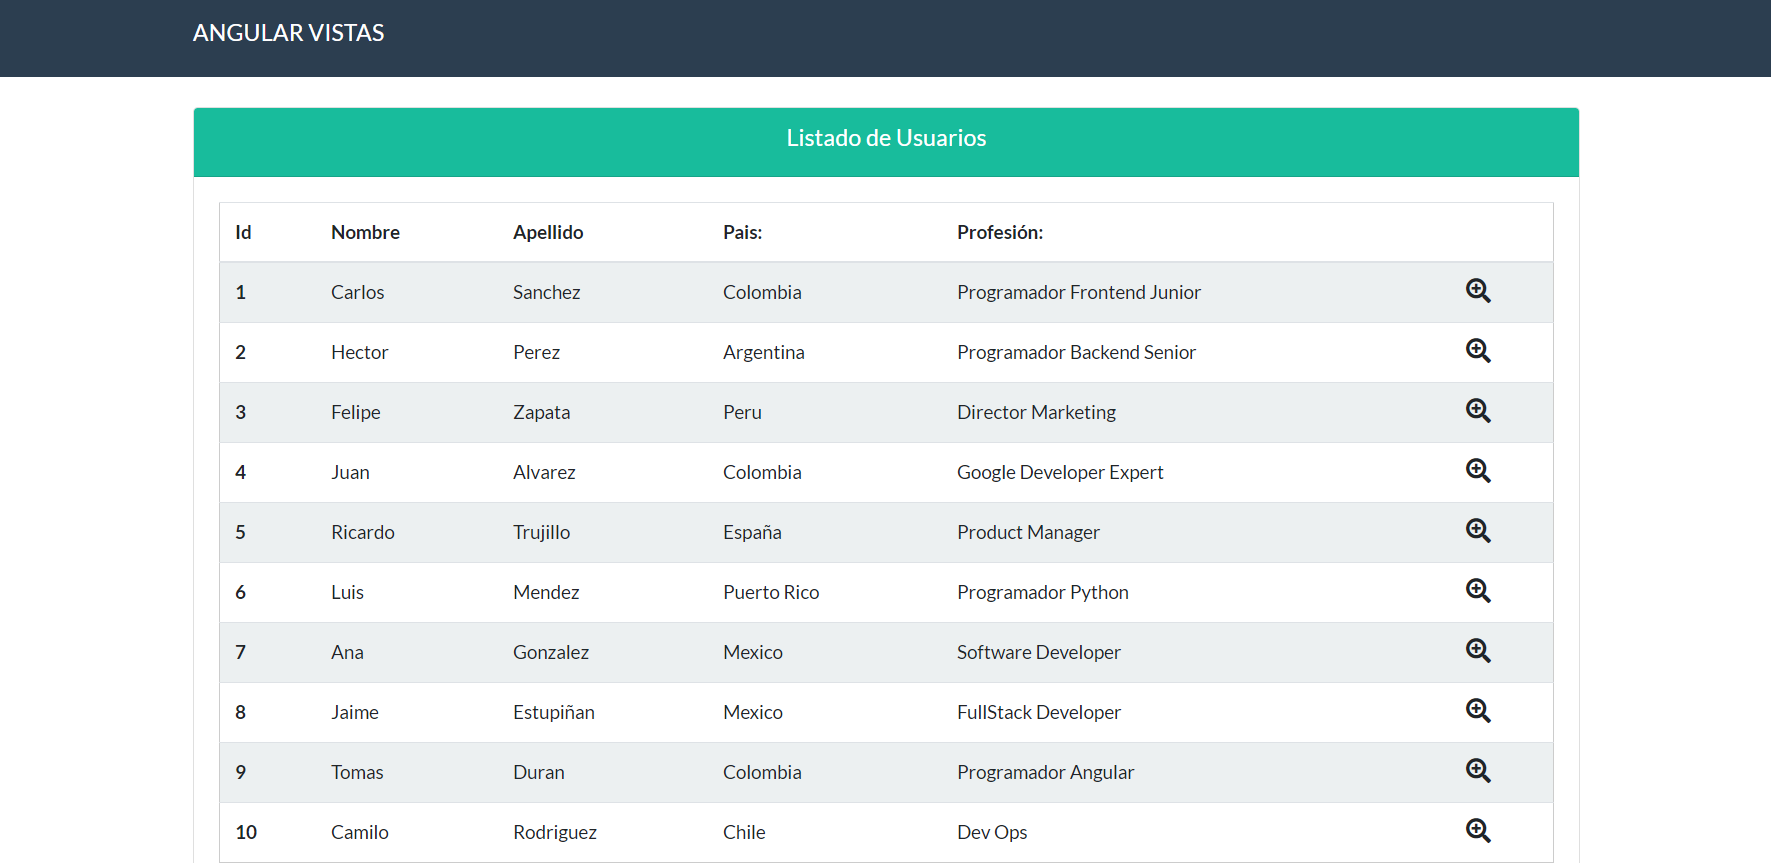 ANGULAR VISTAS
Listado de Usuarios
Id Nombre Apellido Pais: Profesión:
1 Carlos Sanchez Colombia Programador Frontend Junior
2 Hector Perez Argentina Programador Backend Senior
3 Felipe Zapata Peru Director Marketing
4 Juan Alvarez Colombia Google Developer Expert
5 Ricardo Trujillo España Product Manager
6 Luis Mendez Puerto Rico Programador Python
7 Ana Gonzalez Mexico Software Developer
8 Jaime Estupiñan Mexico FullStack Developer
9 Tomas Duran Colombia Programador Angular
10 Camilo Rodriguez Chile Dev Ops